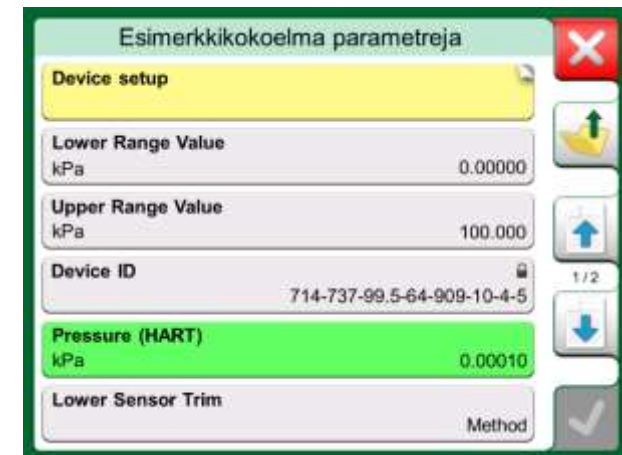 Esimerkkikokoelma parametreja
Device setup
Lower Range Value
kPa 0.00000
Upper Range Value
kPa 100.000
Device ID
714-737-99.5-64-909-10-4-5
1/2
Pressure (HART)
kPa 0.00010
Lower Sensor Trim
Method